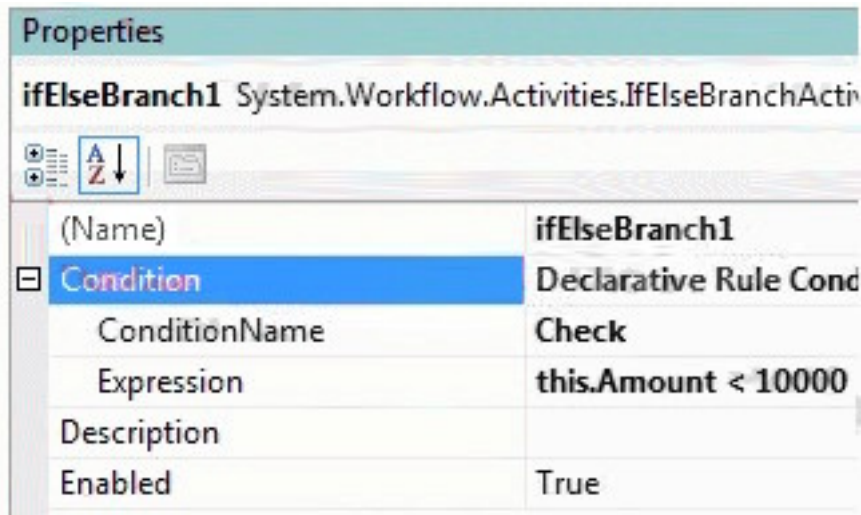 Properties
ifElseBranch1 System.Workflow.Activities.IfElseBranchActiv
A Z
(Name) ifElseBranch1
Condition Declarative Rule Cond
ConditionName Check
Expression this.Amount < 10000
Description
Enabled True